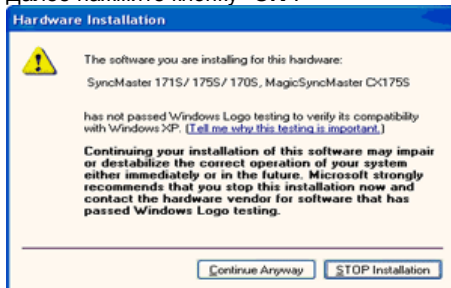 Далее нажмите кнопку "OK".
Hardware Installation
The software you are installing for this hardware:
SyncMaster 171S/ 175S/ 170S, MagicSyncMaster CX175S
has not passed Windows Logo testing to verify its compatibility
with Windows XP. (Tell me why this testing is important.)
Continuing your installation of this software may impair
or destabilize the correct operation of your system
either immediately or in the future. Microsoft strongly
recommends that you stop this installation now and
contact the hardware vendor for software that has
passed Windows Logo testing.
Continue Anyway
STOP Installation